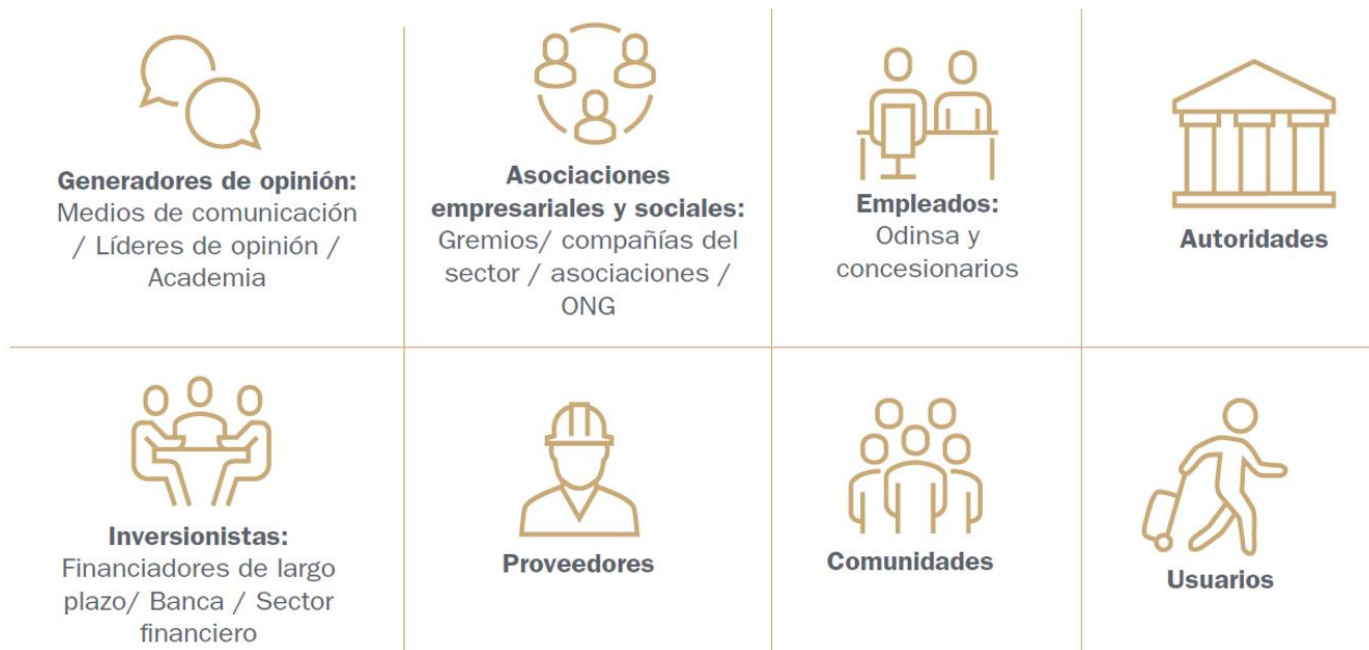 Generadores de opinión:
Medios de comunicación
/ Líderes de opinión /
Academia
Asociaciones
empresariales y sociales:
Gremios/ compañías del
sector / asociaciones /
ONG
Empleados:
Odinsa y
concesionarios
Autoridades
Inversionistas:
Financiadores de largo
plazo/ Banca / Sector
financiero
Proveedores
Comunidades
Usuarios